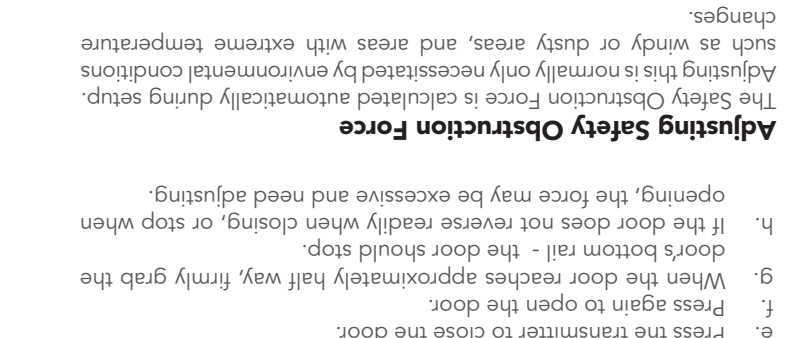 e. Press the transmitter to close the door.
f. Press again to open the door.
g. When the door reaches approximately half way, firmly grab the
door's bottom rail - the door should stop.
h. If the door does not reverse readily when closing, or stop when
opening, the force may be excessive and need adjusting.
Adjusting Safety Obstruction Force
The Safety Obstruction Force is calculated automatically during setup.
Adjusting this is normally only necessitated by environmental conditions
such as windy or dusty areas, and areas with extreme temperature
changes.